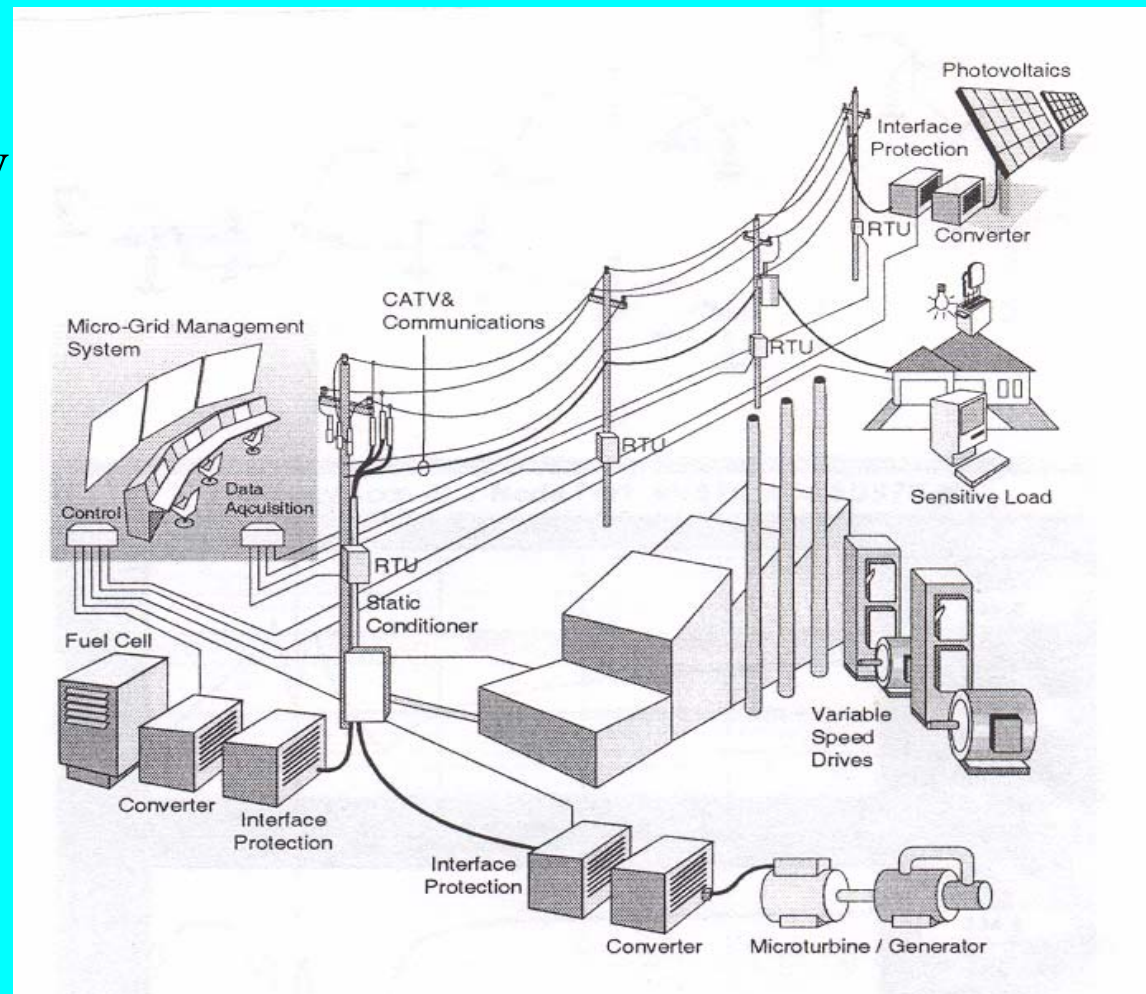 Photovoltaics
Interface
Protection
RTU
Converter
CATV&
Communications
Micro-Grid Management
System
RTU
RTU
Sensitive Load
Data
Aqcuisition
Control
RTU
Static
Conditioner
Fuel Cell
Variable
Speed
Drives
Converter
Interface
Protection
Interface
Protection
Converter
Microturbine / Generator